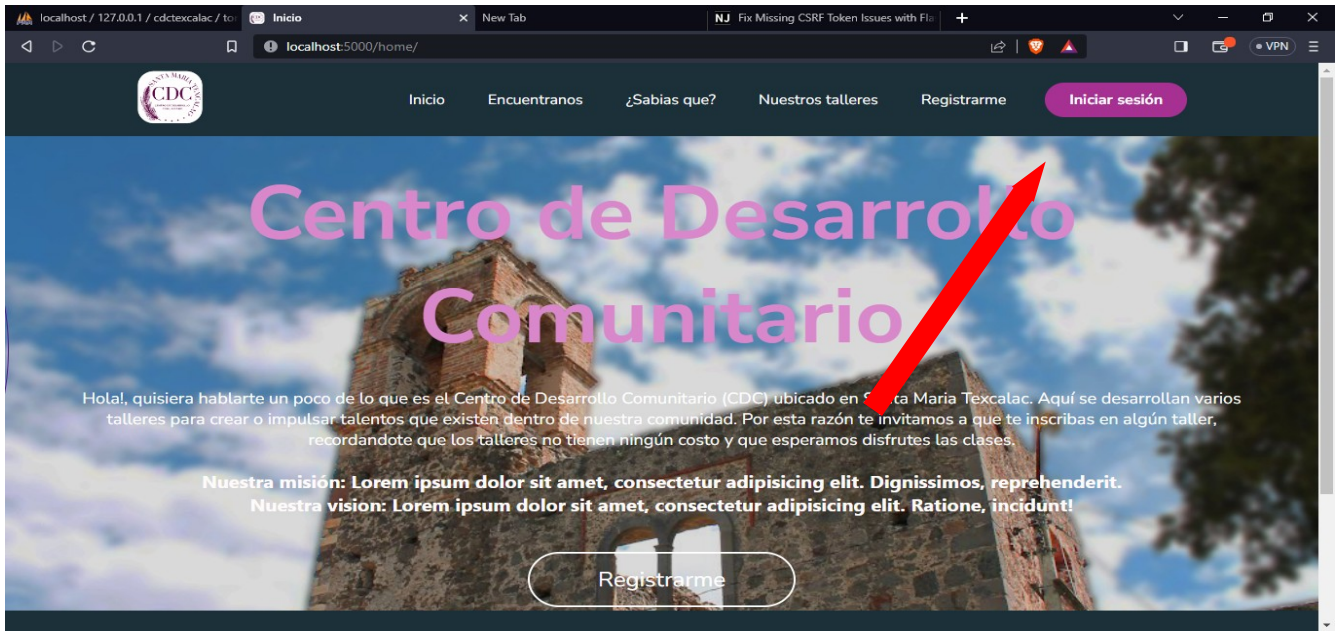 localhost / 127.0.0.1 / cdctexcalac / to
Inicio
New Tab
NJ Fix Missing CSRF Token Issues with Fla
localhost:5000/home/
VPN
SANTA MARIA TEXCALAC
CDC
Inicio
Encuentranos
¿Sabias que?
Nuestros talleres
Registrarme
Iniciar sesión
Centro de Desarrollo
Comunitario
Hola!, quisiera hablarte un poco de lo que es el Centro de Desarrollo Comunitario (CDC) ubicado en Santa Maria Texcalac. Aquí se desarrollan varios
talleres para crear o impulsar talentos que existen dentro de nuestra comunidad. Por esta razón te invitamos a que te inscribas en algún taller,
recordándote que los talleres no tienen ningún costo y que esperamos disfrutes las clases.
Nuestra misión: Lorem ipsum dolor sit amet, consectetur adipisicing elit. Dignissimos, reprehenderit.
Nuestra vision: Lorem ipsum dolor sit amet, consectetur adipisicing elit. Ratione, incidunt!
Registrarme